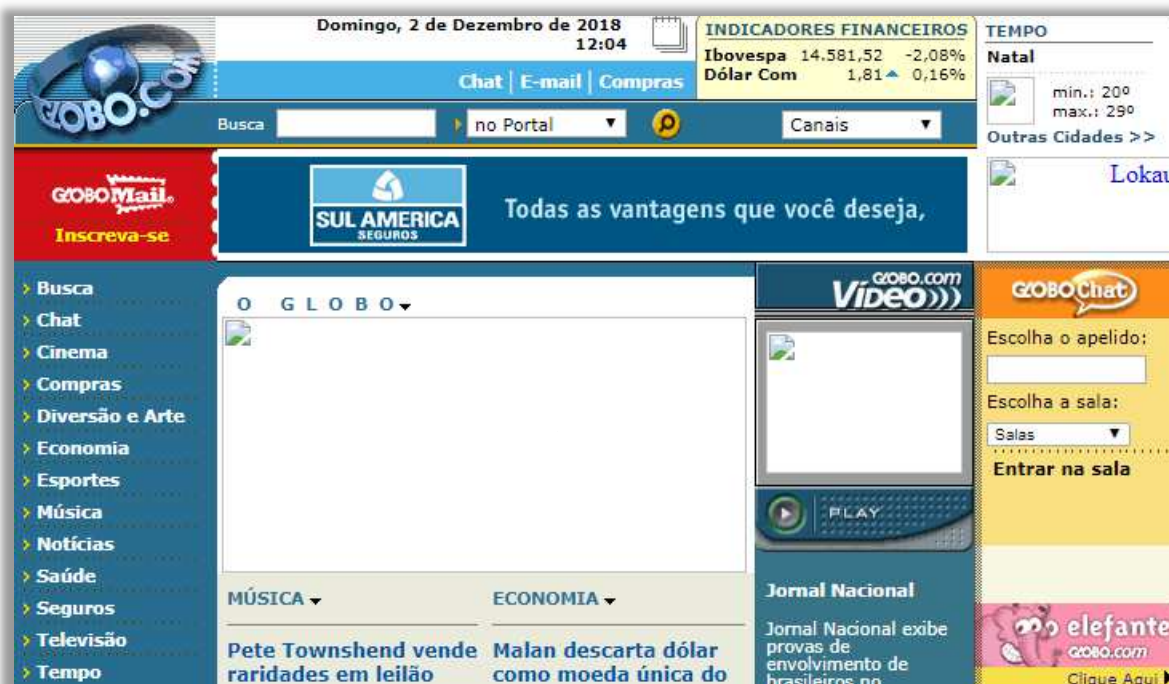 GLOBO.COM
Domingo, 2 de Dezembro de 2018
12:04
Chat | E-mail | Compras
INDICADORES FINANCEIROS
Ibovespa 14.581,52 -2,08%
Dólar Com 1,81 0,16%
TEMPO
Natal
min.: 20º
max.: 29º
Outras Cidades >>
Busca
no Portal
Canais
GLOBOMail
Inscreva-se
SUL AMERICA
SEGUROS
Todas as vantagens que você deseja,
Lokau
Busca
Chat
Cinema
Compras
Diversão e Arte
Economia
Esportes
Música
Notícias
Saúde
Seguros
Televisão
Tempo
O GLOBO
MÚSICA
Pete Townshend vende
raridades em leilão
ECONOMIA
Malan descarta dólar
como moeda única do
GLOBO.com
VíDEO)))
PLAY
Jornal Nacional
Jornal Nacional exibe
provas de
envolvimento de
brasileiros no
GLOBOChat
Escolha o apelido:
Escolha a sala:
Salas
Entrar na sala
elefante
GLOBO.com
Clique Aqui